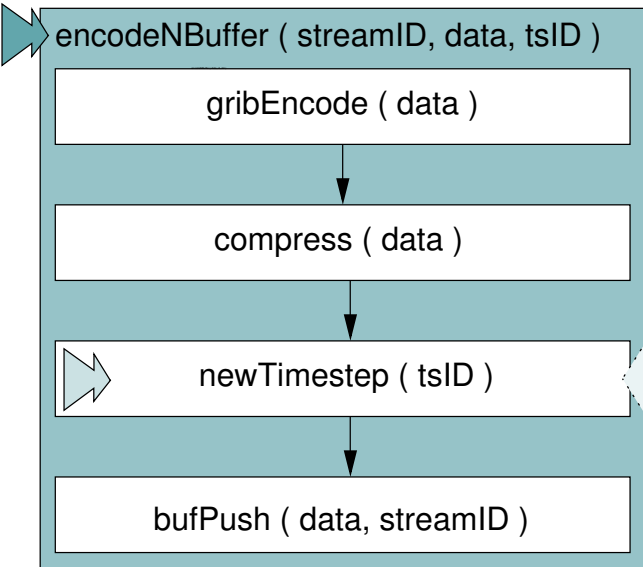 encodeNBuffer ( streamID, data, tsID )
gribEncode ( data )
compress ( data )
newTimestep ( tsID )
bufPush ( data, streamID )